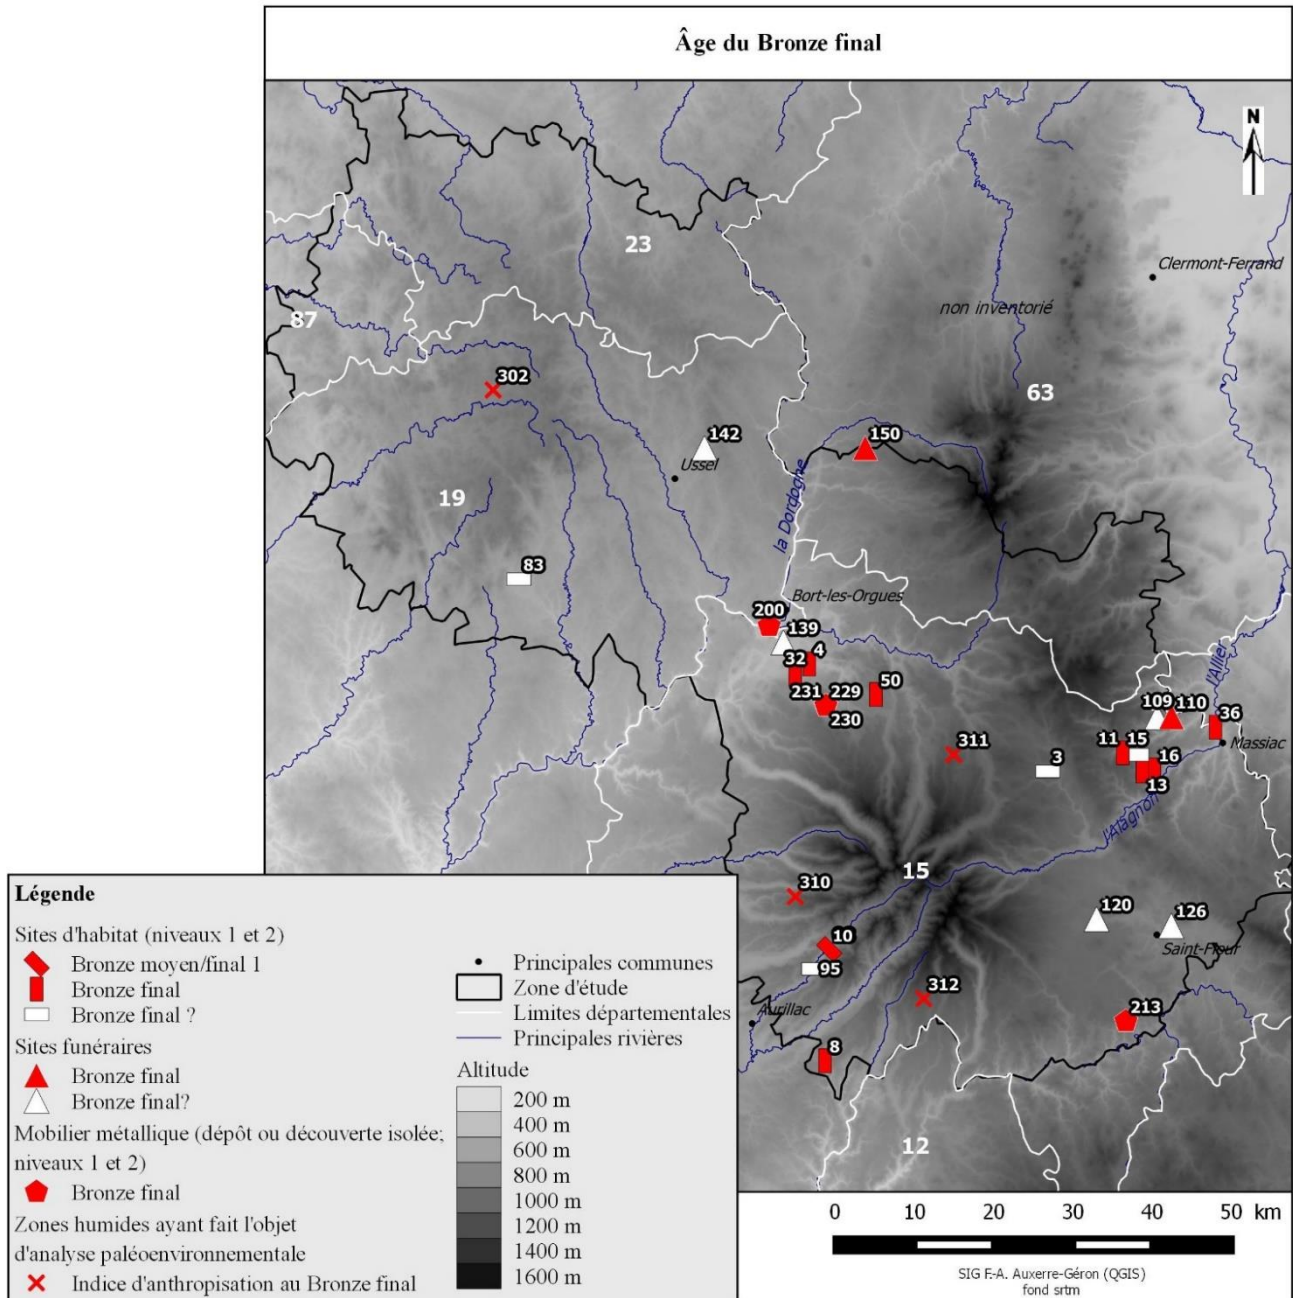 Âge du Bronze final
N
23
Clermont-Ferrand
non inventorié
87
302
63
142
150
Ussel
19
la Dordogne
83
Bort-les-Orgues
200
139
32
4
50
231
229
230
l'Allier
109
110
36
Massiac
11
15
16
13
311
3
l'Alagnon
15
310
120
126
Saint-Flour
10
95
312
213
Aurillac
8
12
Légende
Sites d'habitat (niveaux 1 et 2)
Bronze moyen/final 1
Bronze final
Bronze final ?
Sites funéraires
Bronze final
Bronze final?
Mobilier métallique (dépôt ou découverte isolée;
niveaux 1 et 2)
Bronze final
Zones humides ayant fait l'objet
d'analyse paléoenvironnementale
Indice d'anthropisation au Bronze final
Principales communes
Zone d'étude
Limites départementales
Principales rivières
Altitude
200 m
400 m
600 m
800 m
1000 m
1200 m
1400 m
1600 m
0 10 20 30 40 50 km
SIG F.-A. Auxerre-Géron (QGIS)
fond srtm